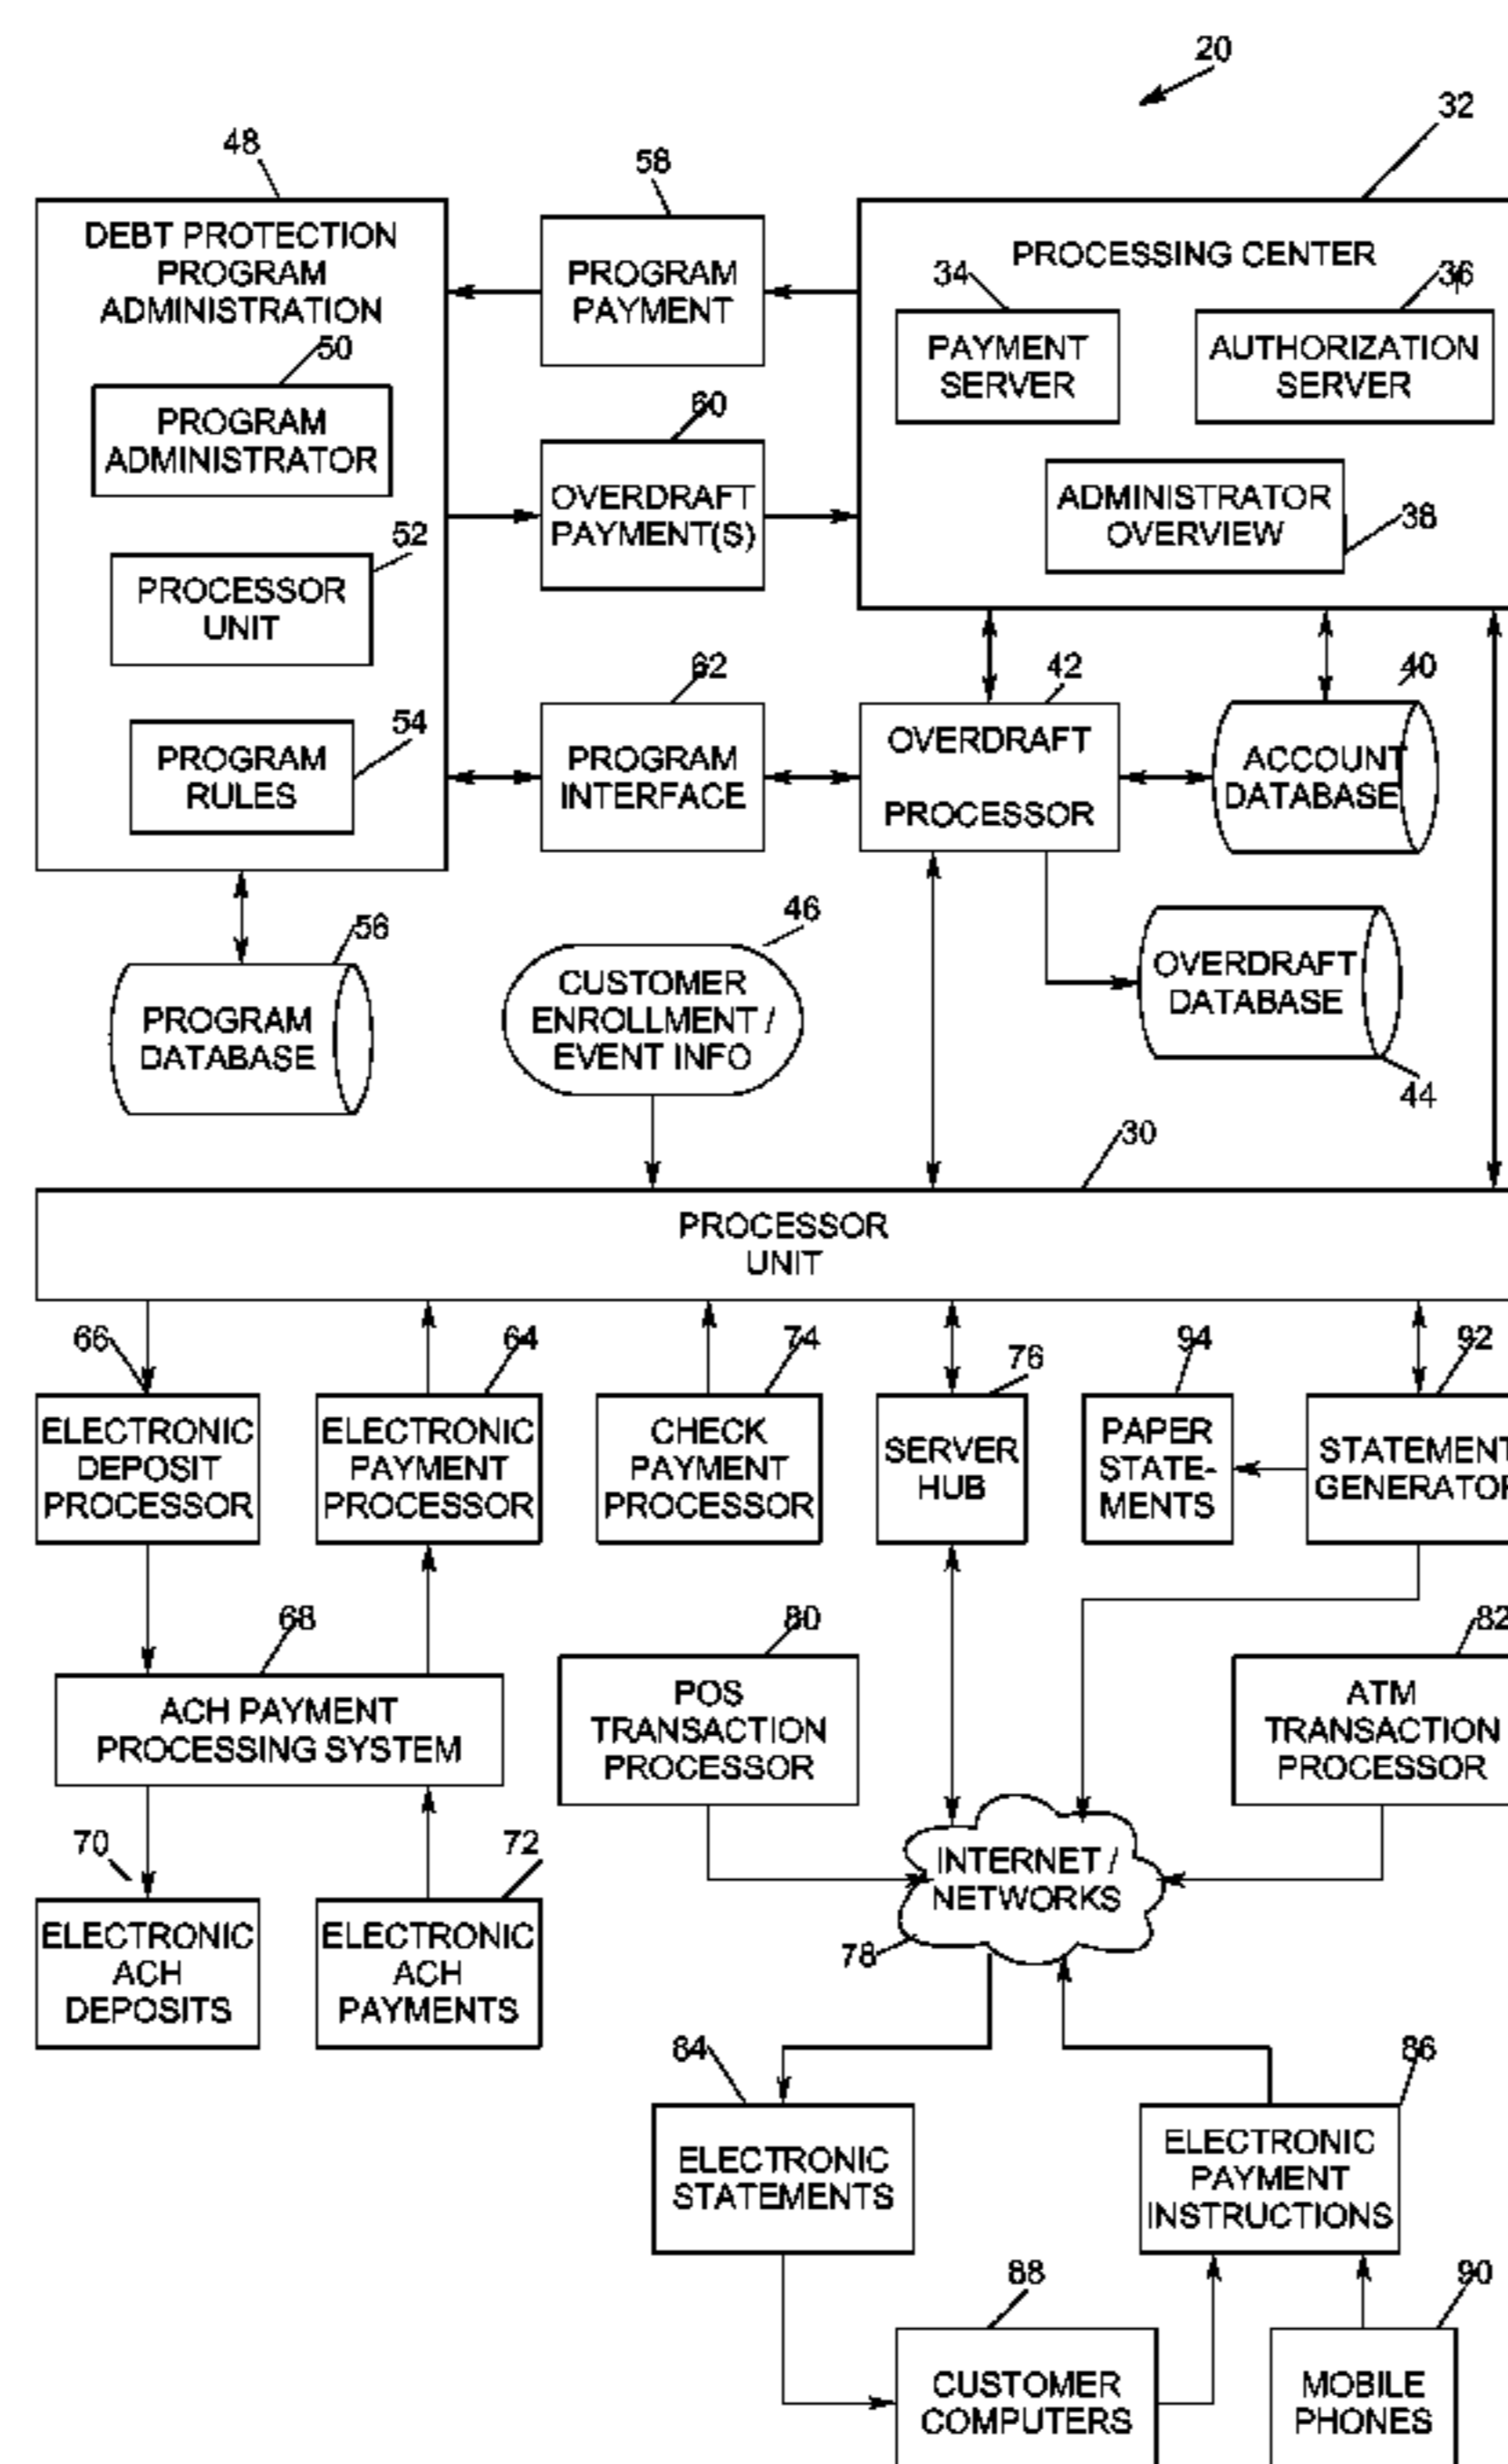 20
32
48
58
DEBT PROTECTION
PROGRAM
ADMINISTRATION
PROGRAM
PAYMENT
PROCESSING CENTER
34
36
PAYMENT
SERVER
AUTHORIZATION
SERVER
50
PROGRAM
ADMINISTRATOR
60
OVERDRAFT
PAYMENT(S)
ADMINISTRATOR
OVERVIEW
38
52
PROCESSOR
UNIT
62
42
40
54
PROGRAM
RULES
PROGRAM
INTERFACE
OVERDRAFT
PROCESSOR
ACCOUNT
DATABASE
56
46
PROGRAM
DATABASE
CUSTOMER
ENROLLMENT /
EVENT INFO
OVERDRAFT
DATABASE
44
30
PROCESSOR
UNIT
66
64
74
76
94
92
ELECTRONIC
DEPOSIT
PROCESSOR
ELECTRONIC
PAYMENT
PROCESSOR
CHECK
PAYMENT
PROCESSOR
SERVER
HUB
PAPER
STATE-
MENTS
STATEMENT
GENERATOR
68
80
82
ACH PAYMENT
PROCESSING SYSTEM
POS
TRANSACTION
PROCESSOR
ATM
TRANSACTION
PROCESSOR
70
72
INTERNET /
NETWORKS
78
ELECTRONIC
ACH
DEPOSITS
ELECTRONIC
ACH
PAYMENTS
84
86
ELECTRONIC
STATEMENTS
ELECTRONIC
PAYMENT
INSTRUCTIONS
88
90
CUSTOMER
COMPUTERS
MOBILE
PHONES